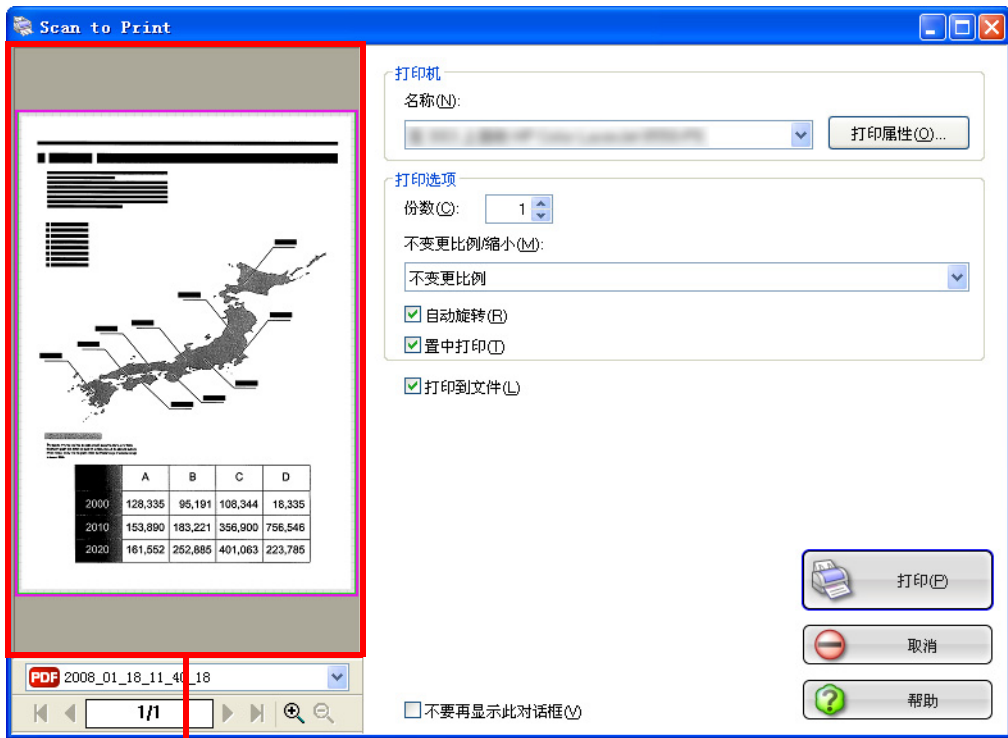 Scan to Print
打印机
名称(N):
打印属性(O)...
打印选项
份数(C):
1
不变更比例/缩小(M):
不变更比例
自动旋转(R)
置中打印(T)
打印到文件(L)
A B C D
2000 128,335 95,191 108,344 18,335
2010 153,890 183,221 356,900 756,546
2020 161,552 252,885 401,063 223,785
PDF 2008_01_18_11_40_18
1/1
打印(P)
取消
帮助
不要再显示此对话框(V)